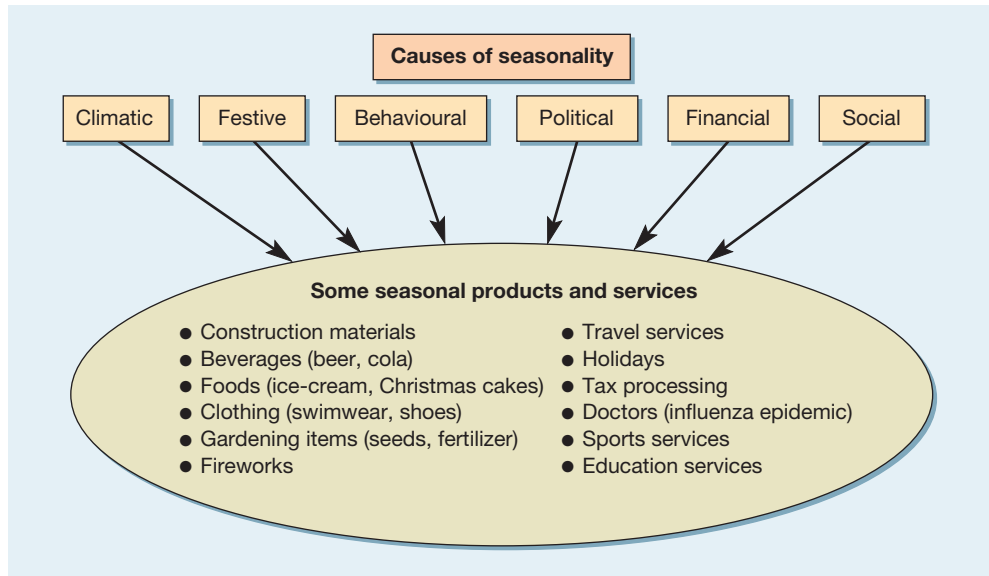 Causes of seasonality
Climatic
Festive
Behavioural
Political
Financial
Social
Some seasonal products and services
● Construction materials
● Beverages (beer, cola)
● Foods (ice-cream, Christmas cakes)
● Clothing (swimwear, shoes)
● Gardening items (seeds, fertilizer)
● Fireworks
● Travel services
● Holidays
● Tax processing
● Doctors (influenza epidemic)
● Sports services
● Education services